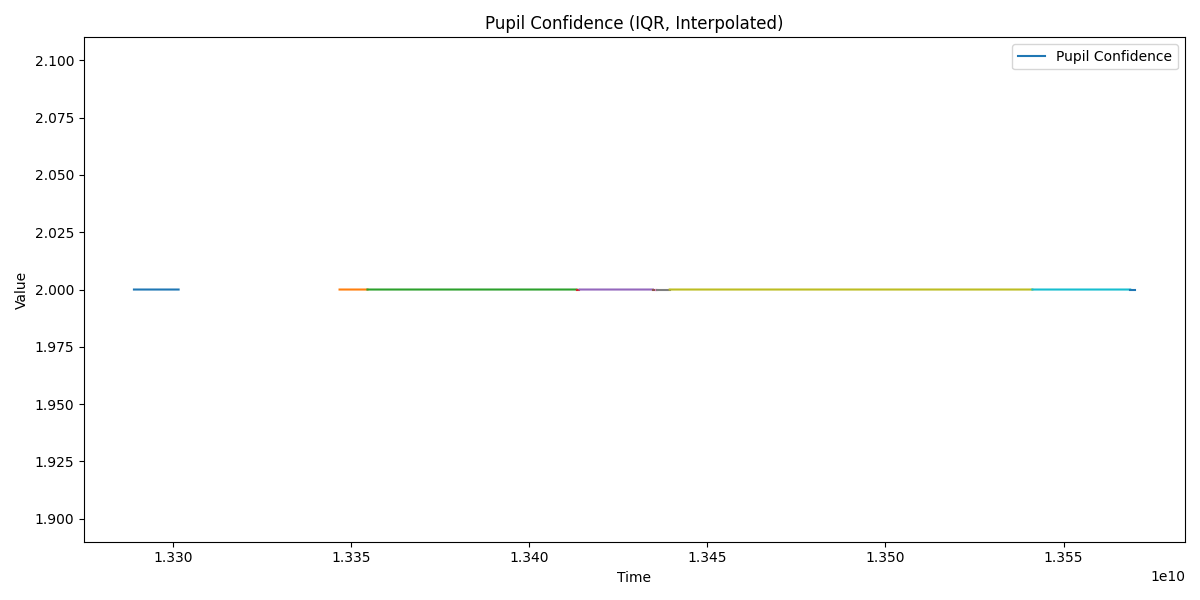 Pupil Confidence (IQR, Interpolated)
Pupil Confidence
2.100
2.075
2.050
2.025
2.000
1.975
1.950
1.925
1.900
Value
1.330 1.335 1.340 1.345 1.350 1.355
1e10
Time